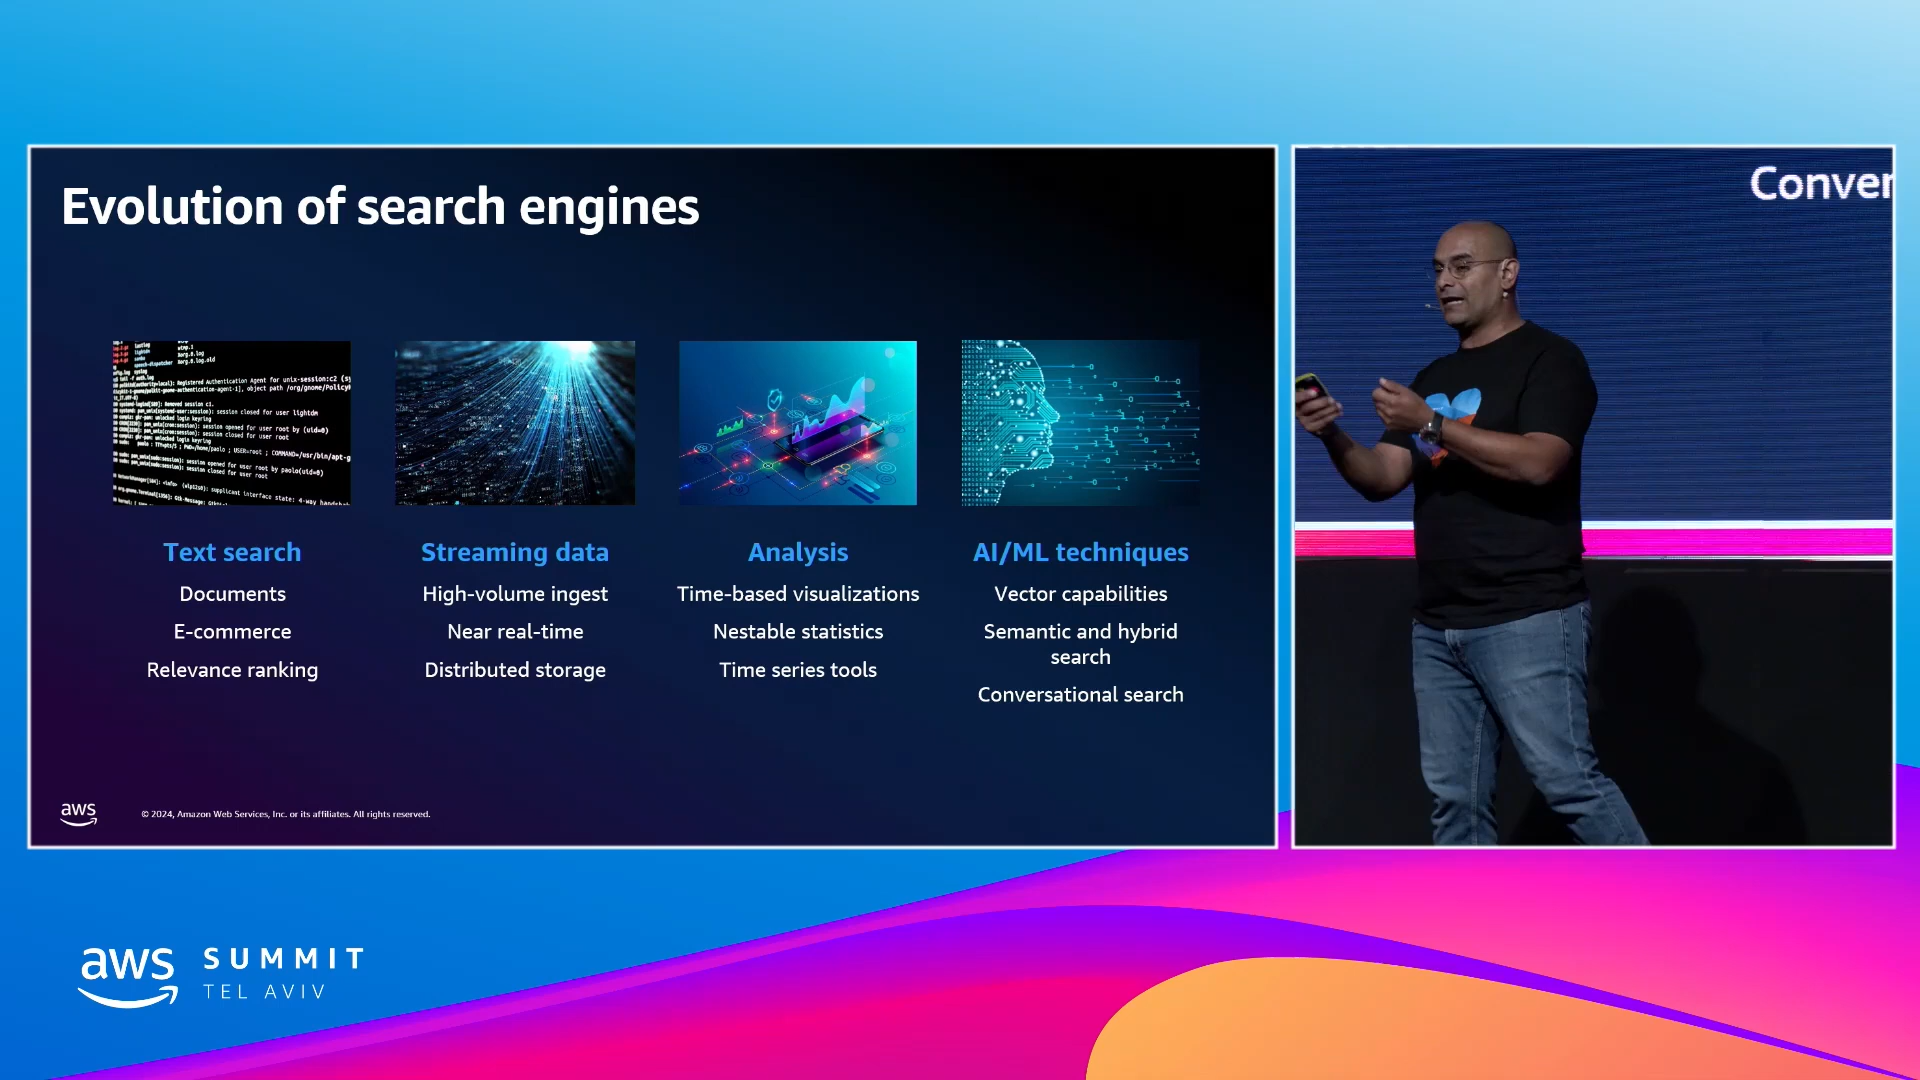 Evolution of search engines
Text search
Documents
E-commerce
Relevance ranking
Streaming data
High-volume ingest
Near real-time
Distributed storage
Analysis
Time-based visualizations
Nestable statistics
Time series tools
AI/ML techniques
Vector capabilities
Semantic and hybrid
search
Conversational search
aws
© 2024, Amazon Web Services, Inc. or its affiliates. All rights reserved.
Conver
aws SUMMIT
TEL AVIV